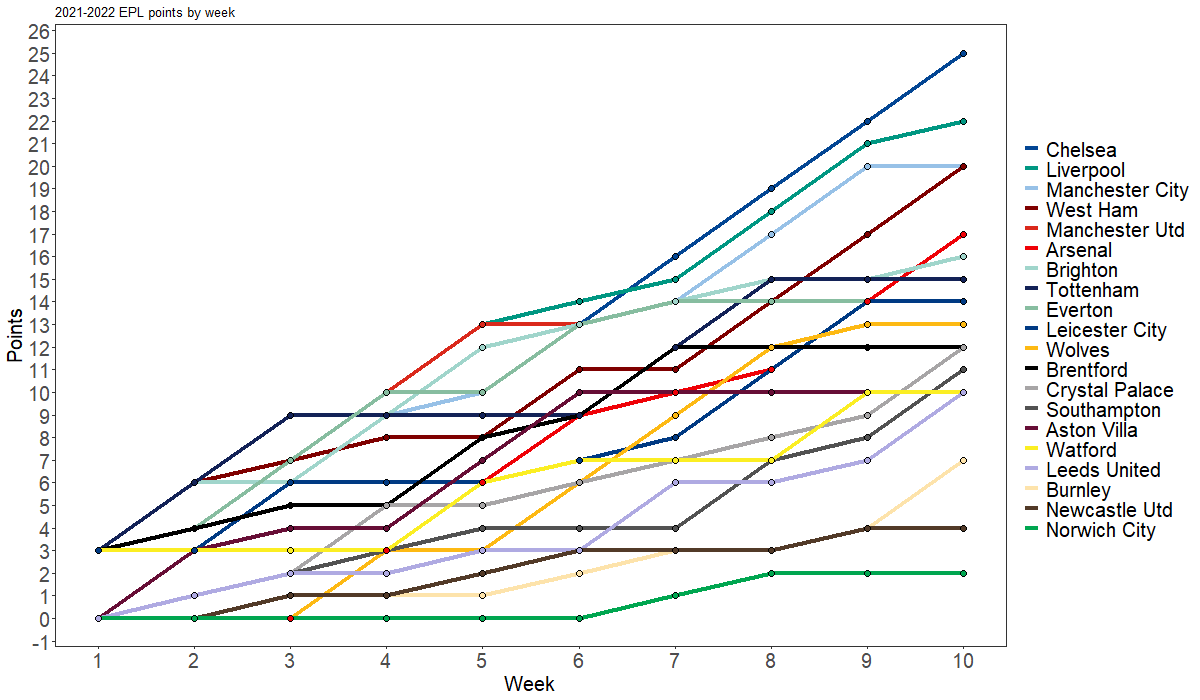 2021-2022 EPL points by week
26
25
24
23
22
21
20
19
18
17
16
15
14
13
12
11
10
9
8
7
6
5
4
3
2
1
0
-1
Points
1 2 3 4 5 6 7 8 9 10
Week
Chelsea
Liverpool
Manchester City
West Ham
Manchester Utd
Arsenal
Brighton
Tottenham
Everton
Leicester City
Wolves
Brentford
Crystal Palace
Southampton
Aston Villa
Watford
Leeds United
Burnley
Newcastle Utd
Norwich City